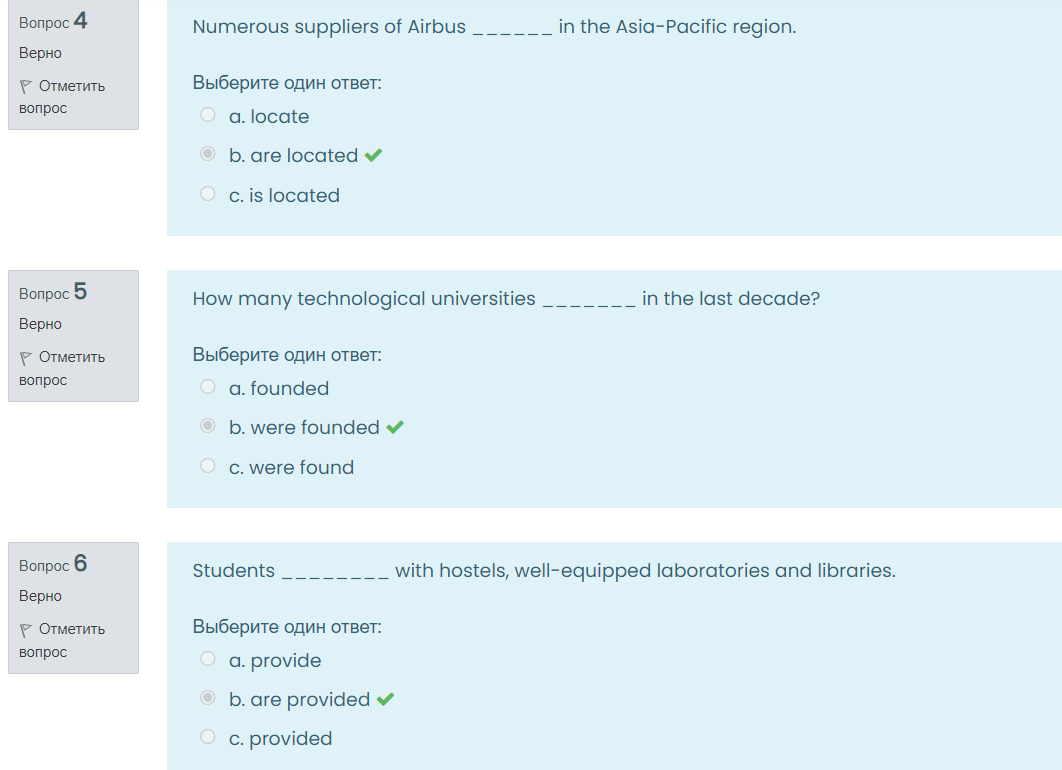 Вопрос 4
Верно
Отметить
вопрос
Numerous suppliers of Airbus ______ in the Asia-Pacific region.
Выберите один ответ:
a. locate
b. are located
c. is located
Вопрос 5
Верно
Отметить
вопрос
How many technological universities _______ in the last decade?
Выберите один ответ:
a. founded
b. were founded
c. were found
Вопрос 6
Верно
Отметить
вопрос
Students ________ with hostels, well-equipped laboratories and libraries.
Выберите один ответ:
a. provide
b. are provided
c. provided